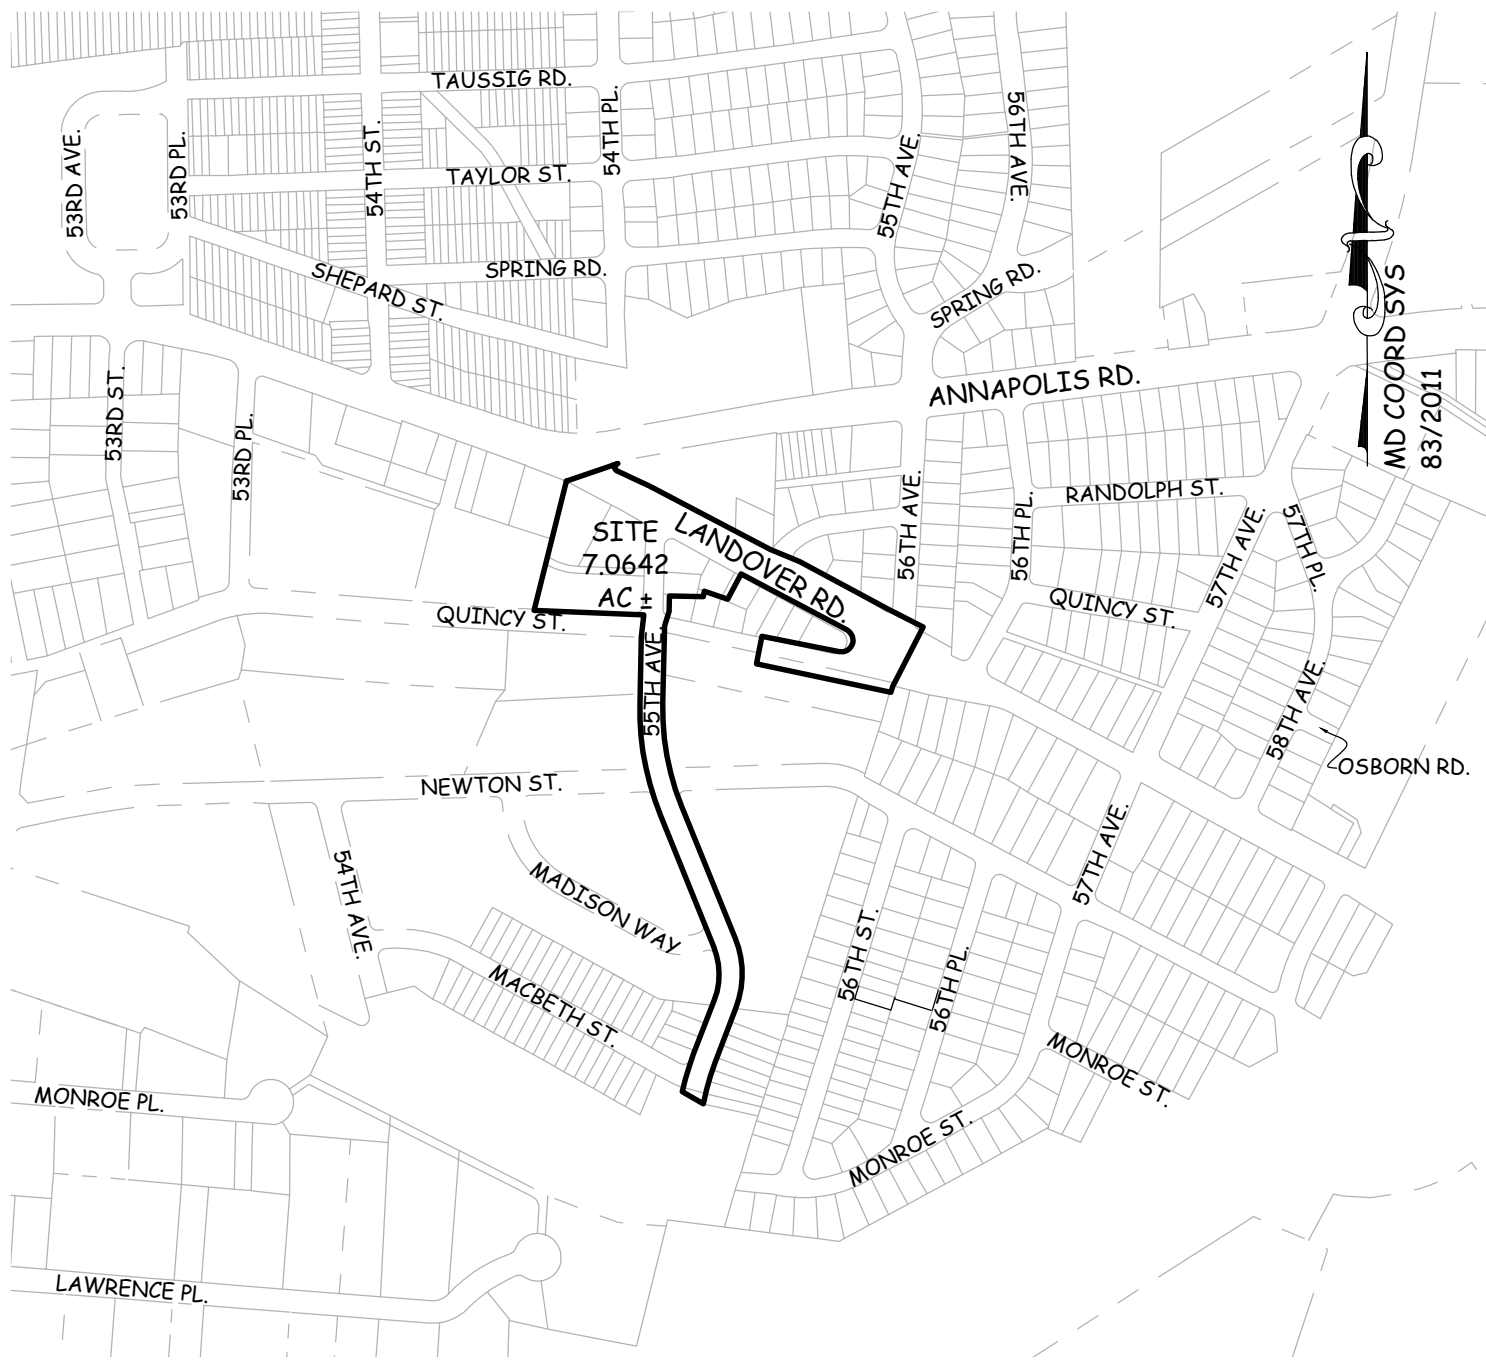 TAUSSIG RD.
54TH PL.
56TH AVE.
53RD AVE.
53RD PL.
54TH ST.
TAYLOR ST.
55TH AVE.
SHEPARD ST.
SPRING RD.
SPRING RD.
MD COORD SYS
83/2011
ANNAPOLIS RD.
53RD ST.
53RD PL.
56TH AVE.
56TH PL.
RANDOLPH ST.
57TH AVE.
57TH PL.
SITE
7.0642
AC ±
LANDOVER RD.
QUINCY ST.
QUINCY ST.
55TH AVE.
58TH AVE.
OSBORN RD.
NEWTON ST.
57TH AVE.
54TH AVE.
MADISON WAY
56TH ST.
56TH PL.
MACBETH ST.
MONROE ST.
MONROE PL.
MONROE ST.
LAWRENCE PL.